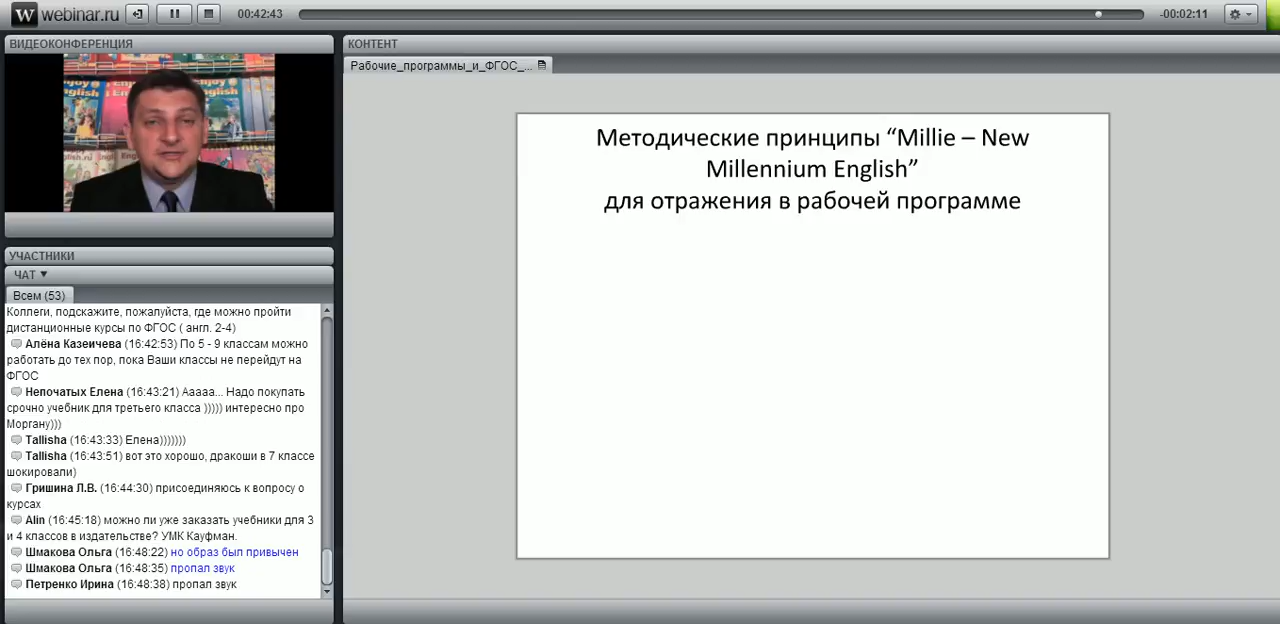 webinar.ru
00:42:43
-00:02:11
ВИДЕОКОНФЕРЕНЦИЯ
Enjoy English
Enjoy English
УЧАСТНИКИ
ЧАТ ▼
Всем (53)
Коллеги, подскажите, пожалуйста, где можно пройти
дистанционные курсы по ФГОС ( англ. 2-4)
Алёна Казеичева (16:42:53) По 5 - 9 классам можно
работать до тех пор, пока Ваши классы не перейдут на
ФГОС
Непочатых Елена (16:43:21) Ааааа... Надо покупать
срочно учебник для третьего класса ))))) интересно про
Моргану)))
Tallisha (16:43:33) Елена)))))))
Tallisha (16:43:51) вот это хорошо, дракоши в 7 классе
шокировали)
Гришина Л.В. (16:44:30) присоединяюсь к вопросу о
курсах
Alin (16:45:18) можно ли уже заказать учебники для 3
и 4 классов в издательстве? УМК Кауфман.
Шмакова Ольга (16:48:22) но образ был привычен
Шмакова Ольга (16:48:35) пропал звук
Петренко Ирина (16:48:38) пропал звук
КОНТЕНТ
Рабочие_программы_и_ФГОС_...
Методические принципы “Millie – New
Millennium English”
для отражения в рабочей программе